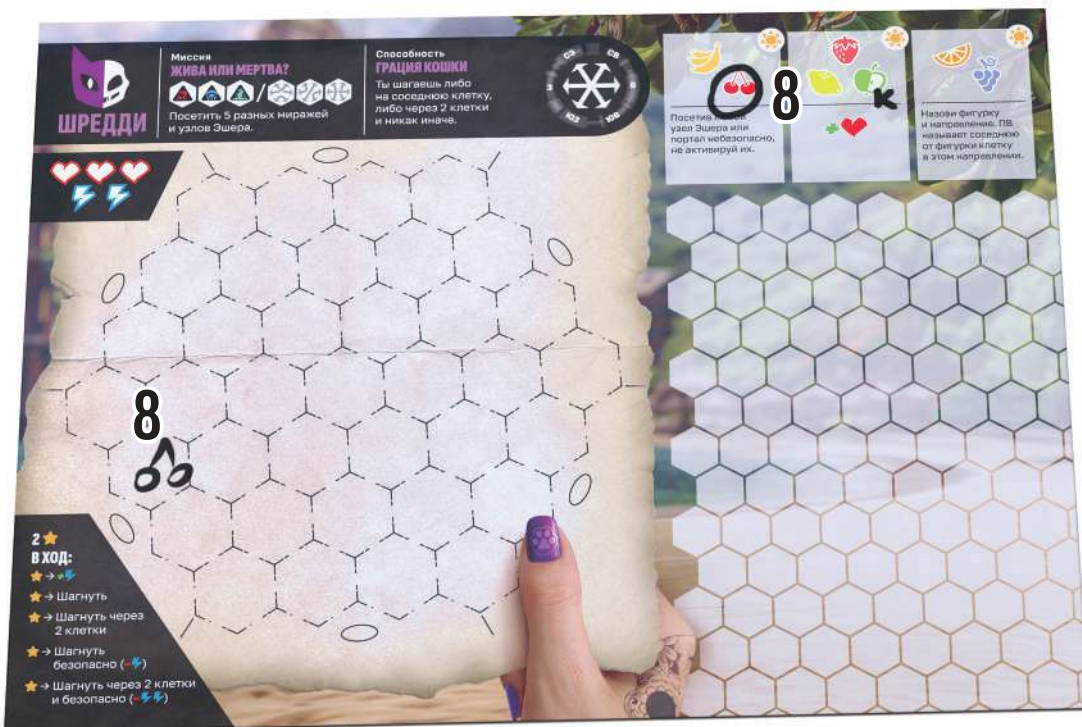 Миссия
ЖИВА ИЛИ МЕРТВА?
Посетить 5 разных миражей
и узлов Эшера.
ШРЕДДИ
Способность
ГРАЦИЯ КОШКИ
Ты шагаешь либо
на соседнюю клетку,
либо через 2 клетки
и никак иначе.
СЗ СВ
ЮЗ ЮВ
Посетив
узел Эшера или
портал небезопасно,
не активируй их.
8
К
Назови фигурку
и направление. ПВ
называет соседнюю
от фигурки клетку
в этом направлении.
8
2
В ХОД:
Шагнуть
Шагнуть через
2 клетки
Шагнуть
безопасно (-)
Шагнуть через 2 клетки
и безопасно (-)